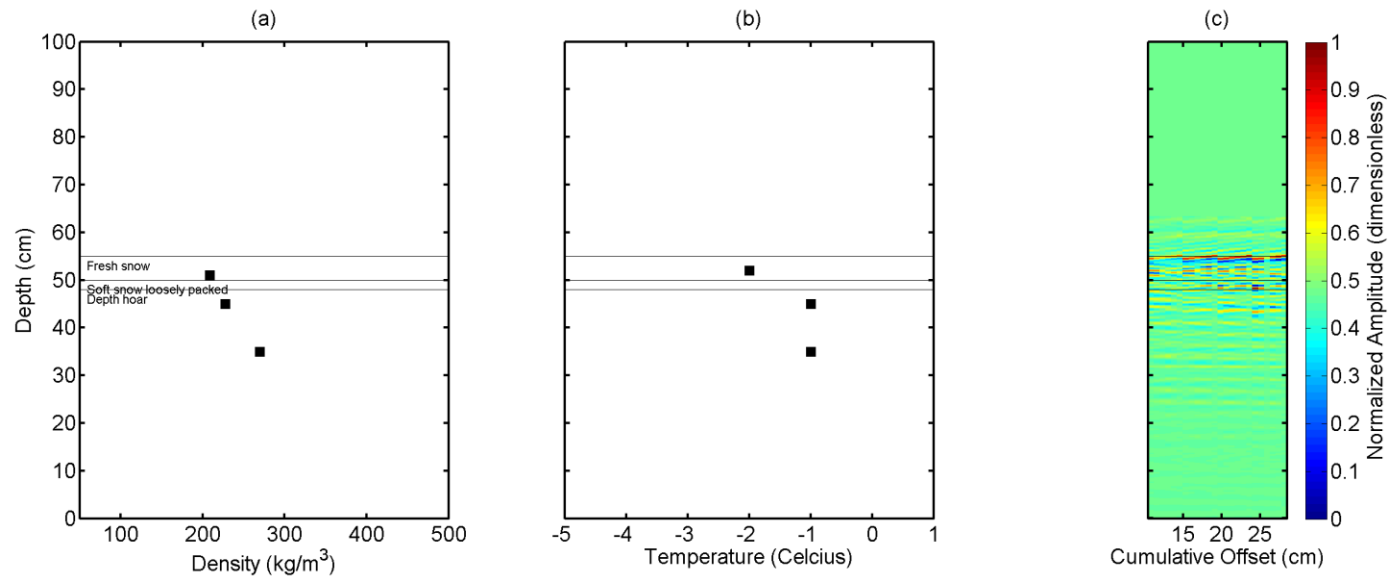 (a)
100
90
80
70
60
50
40
30
20
10
0
Depth (cm)
Fresh snow
Soft snow loosely packed
Depth hoar
100 200 300 400 500
Density (kg/m³)
(b)
-5 -4 -3 -2 -1 0 1
Temperature (Celcius)
(c)
15 20 25
Cumulative Offset (cm)
1
0.9
0.8
0.7
0.6
0.5
0.4
0.3
0.2
0.1
0
Normalized Amplitude (dimensionless)